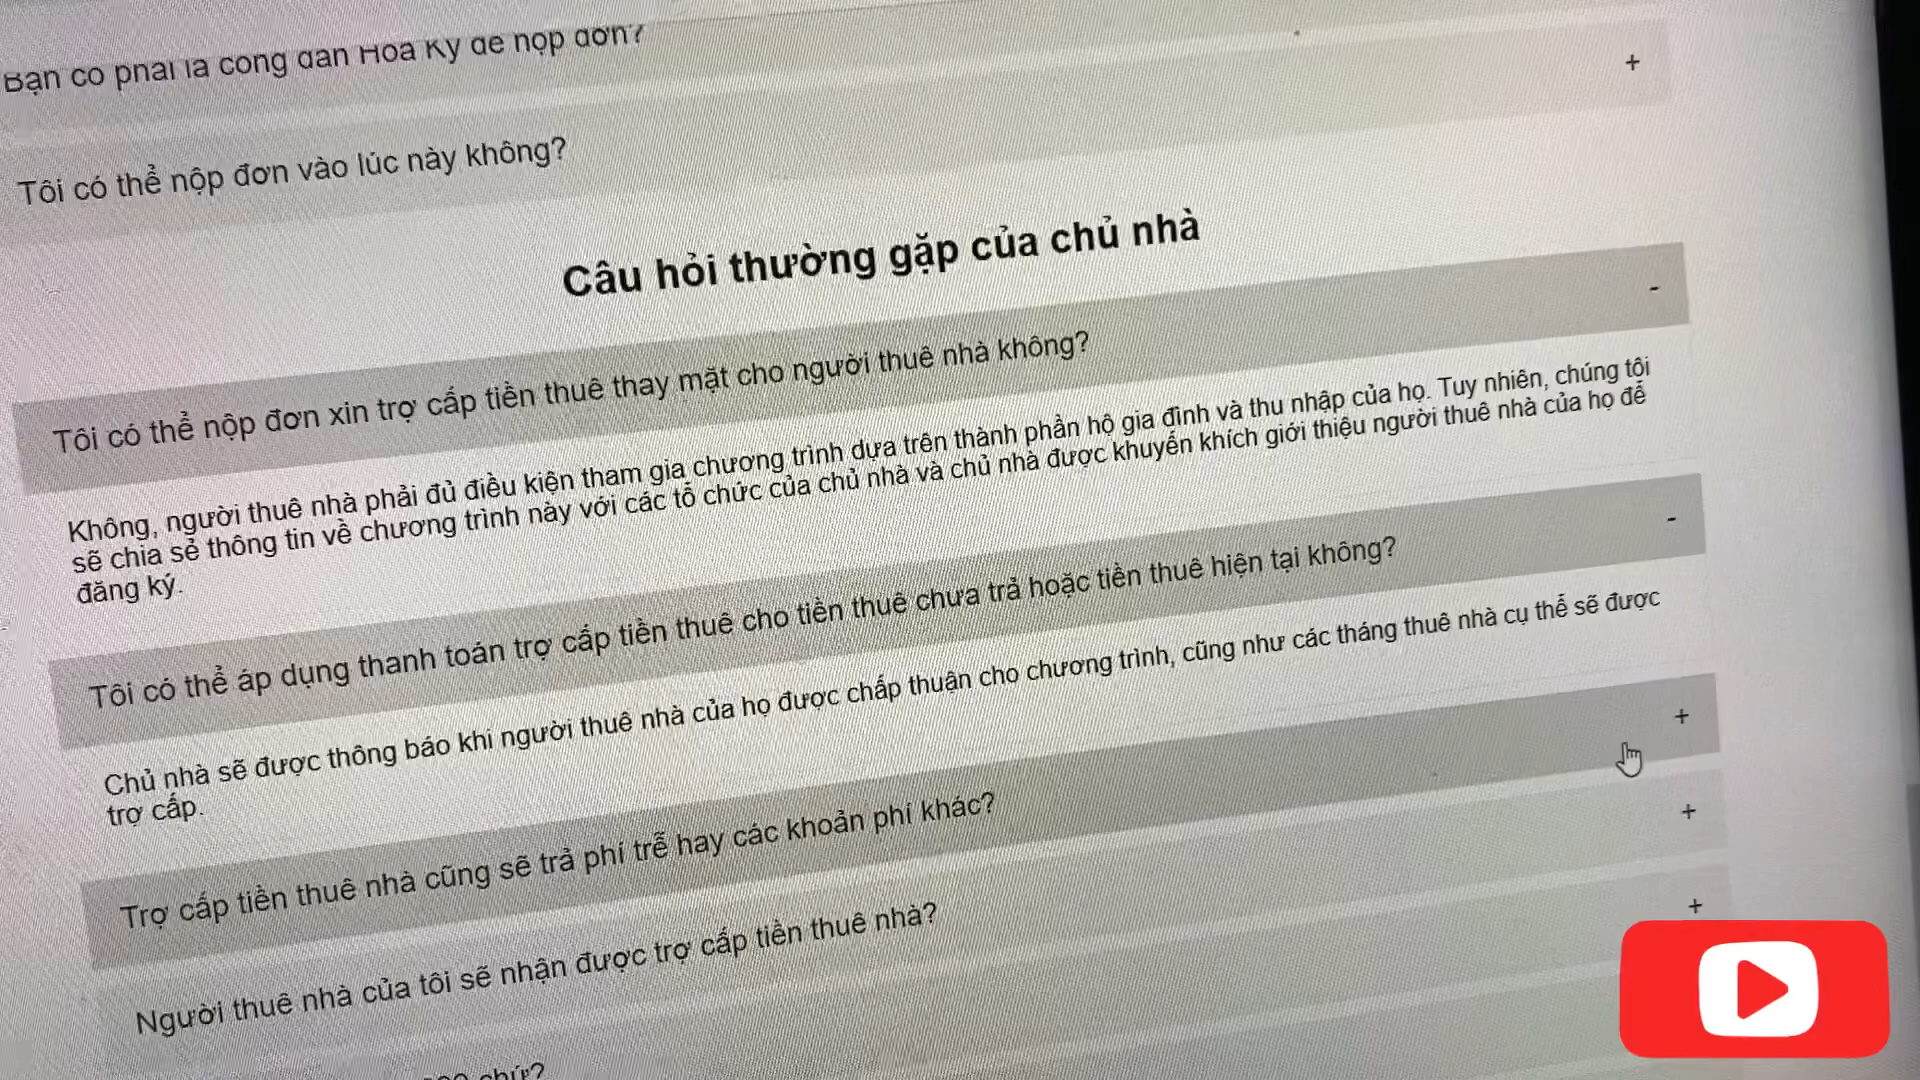 Bạn có phải là công dân Hoa Kỳ để nộp đơn?
+
Tôi có thể nộp đơn vào lúc này không?
Câu hỏi thường gặp của chủ nhà
-
Tôi có thể nộp đơn xin trợ cấp tiền thuê thay mặt cho người thuê nhà không?
Không, người thuê nhà phải đủ điều kiện tham gia chương trình dựa trên thành phần hộ gia đình và thu nhập của họ. Tuy nhiên, chúng tôi
sẽ chia sẻ thông tin về chương trình này với các tổ chức của chủ nhà và chủ nhà được khuyến khích giới thiệu người thuê nhà của họ để
đăng ký.
-
Tôi có thể áp dụng thanh toán trợ cấp tiền thuê cho tiền thuê chưa trả hoặc tiền thuê hiện tại không?
Chủ nhà sẽ được thông báo khi người thuê nhà của họ được chấp thuận cho chương trình, cũng như các tháng thuê nhà cụ thể sẽ được
trợ cấp.
+
Trợ cấp tiền thuê nhà cũng sẽ trả phí trễ hay các khoản phí khác?
+
Người thuê nhà của tôi sẽ nhận được trợ cấp tiền thuê nhà?
+
chứ?